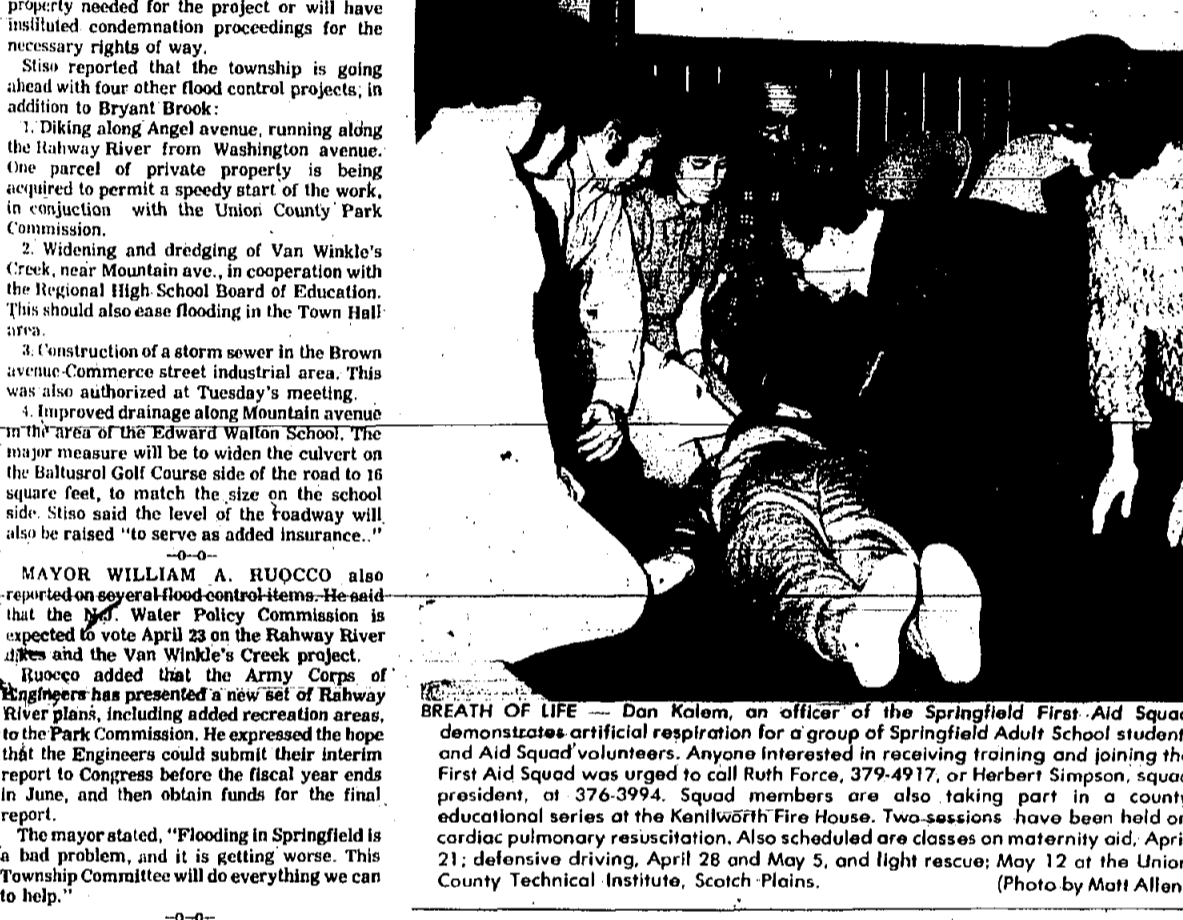 property needed for the project or will have
instituted condemnation proceedings for the
necessary rights of way.
Stiso reported that the township is going
ahead with four other flood control projects, in
addition to Bryant Brook:
1. Diking along Angel avenue, running along
the Rahway River from Washington avenue.
One parcel of private property is being
acquired to permit a speedy start of the work,
in conjuction with the Union County Park
Commission.
2. Widening and dredging of Van Winkle's
Creek, near Mountain ave., in cooperation with
the Regional High School Board of Education.
This should also ease flooding in the Town Hall
area.
3. Construction of a storm sewer in the Brown
avenue-Commerce street industrial area. This
was also authorized at Tuesday's meeting.
4. Improved drainage along Mountain avenue
in the area of the Edward Walton School. The
major measure will be to widen the culvert on
the Baltusrol Golf Course side of the road to 16
square feet, to match the size on the school
side. Stiso said the level of the roadway will
also be raised "to serve as added insurance.."
--o--o--
MAYOR WILLIAM A. RUOCCO also
reported on several flood control items. He said
that the N.J. Water Policy Commission is
expected to vote April 23 on the Rahway River
dikes and the Van Winkle's Creek project.
Ruocco added that the Army Corps of
Engineers has presented a new set of Rahway
River plans, including added recreation areas,
to the Park Commission. He expressed the hope
that the Engineers could submit their interim
report to Congress before the fiscal year ends
in June, and then obtain funds for the final
report.
The mayor stated, "Flooding in Springfield is
a bad problem, and it is getting worse. This
Township Committee will do everything we can
to help."
--o--o--
BREATH OF LIFE — Dan Kalem, an officer of the Springfield First Aid Squad
demonstrates artificial respiration for a group of Springfield Adult School student
and Aid Squad volunteers. Anyone interested in receiving training and joining the
First Aid Squad was urged to call Ruth Force, 379-4917, or Herbert Simpson, squad
president, at 376-3994. Squad members are also taking part in a county
educational series at the Kenilworth Fire House. Two sessions have been held on
cardiac pulmonary resuscitation. Also scheduled are classes on maternity aid, April
21; defensive driving, April 28 and May 5, and light rescue; May 12 at the Union
County Technical Institute, Scotch Plains. (Photo by Matt Allen